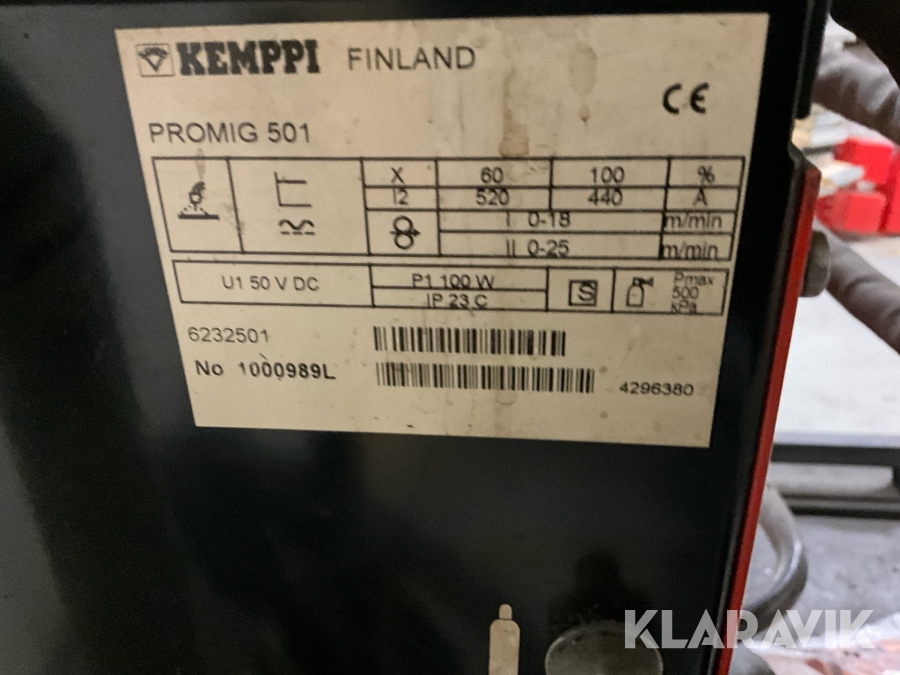 KEMPPI FINLAND
CE
PROMIG 501
X 60 100 %
I2 520 440 A
I 0-18 m/min
II 0-25 m/min
U1 50 V DC P1 100 W S Pmax 500 kPa
IP 23 C
6232501
No 1000989L
4296380
KLARAVIK